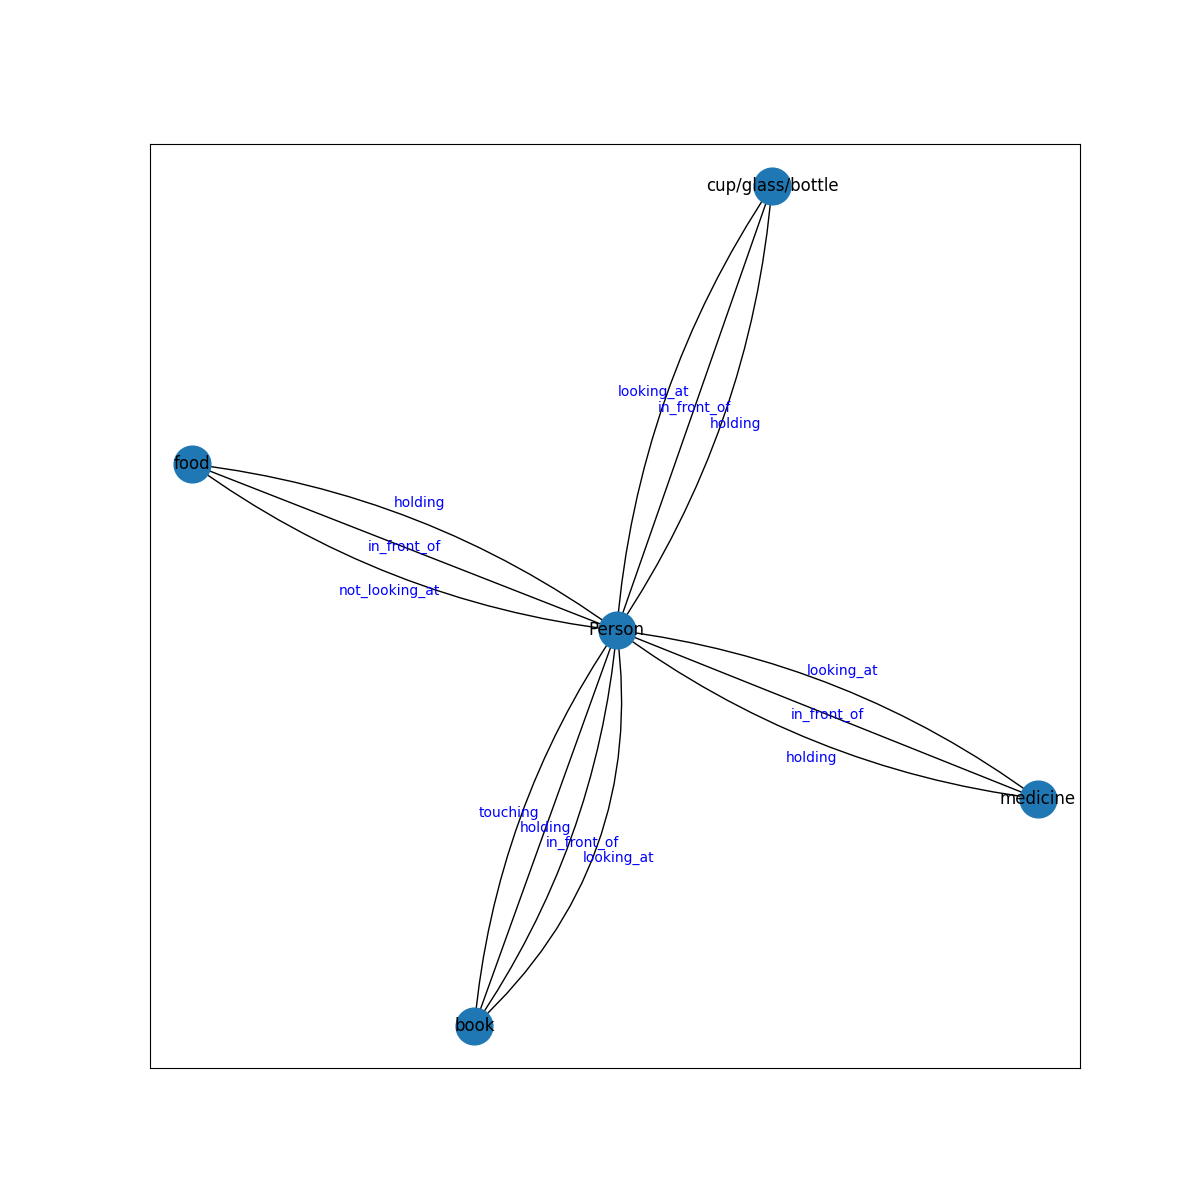 cup/glass/bottle
looking_at
in_front_of
holding
food
holding
in_front_of
not_looking_at
Person
looking_at
in_front_of
holding
medicine
touching
holding
in_front_of
looking_at
book